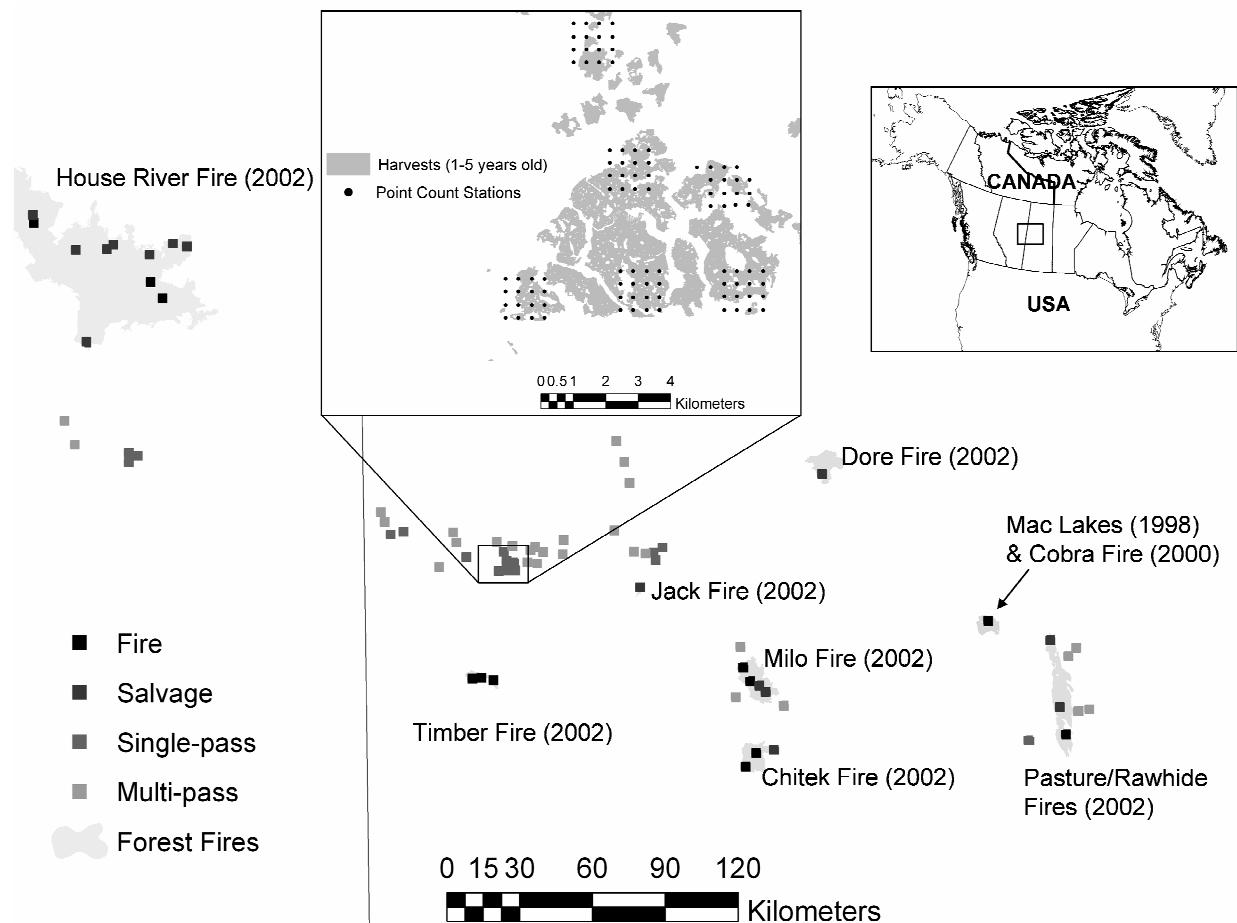 House River Fire (2002)
Harvests (1-5 years old)
Point Count Stations
0 0.5 1 2 3 4
Kilometers
CANADA
USA
Dore Fire (2002)
Mac Lakes (1998)
& Cobra Fire (2000)
Jack Fire (2002)
Milo Fire (2002)
Timber Fire (2002)
Chitek Fire (2002)
Pasture/Rawhide
Fires (2002)
Fire
Salvage
Single-pass
Multi-pass
Forest Fires
0 15 30 60 90 120
Kilometers